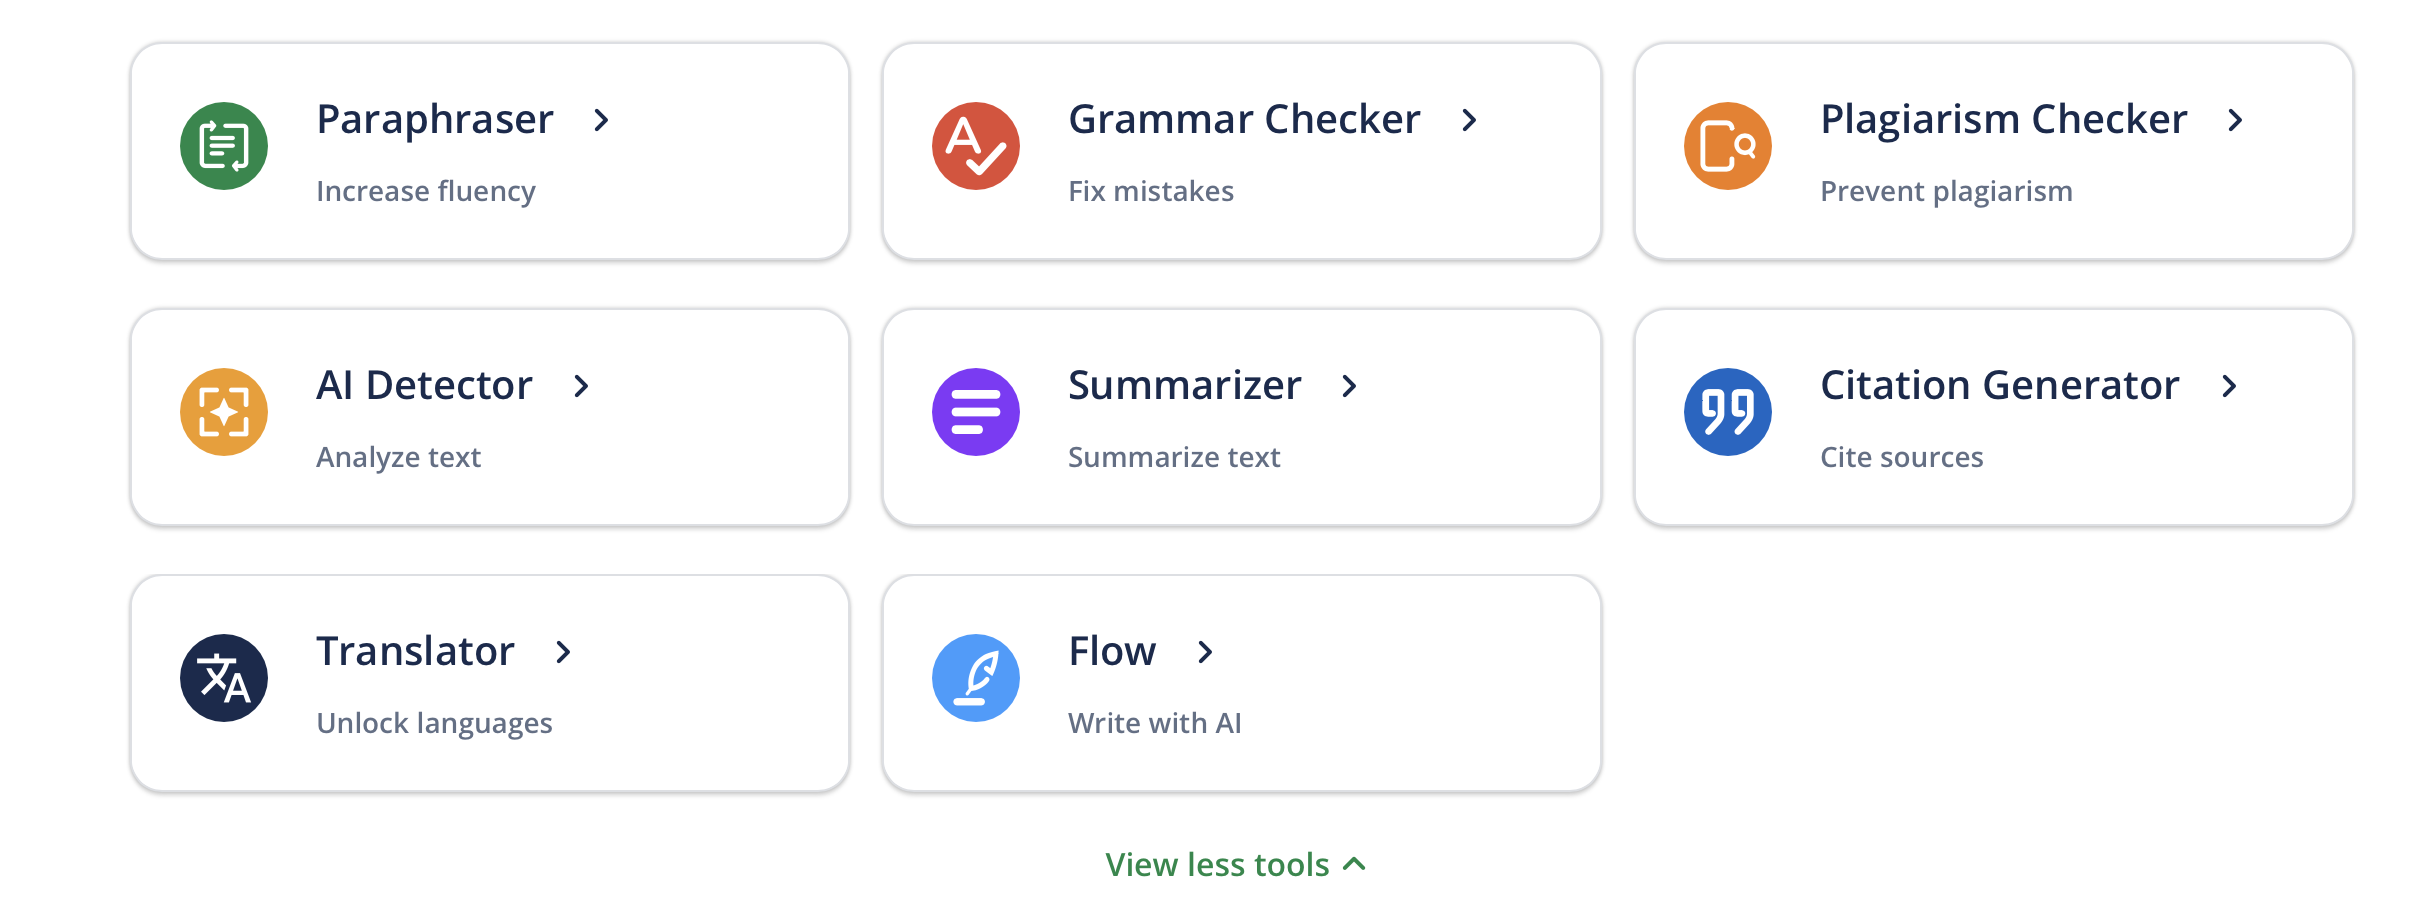 Paraphraser
Increase fluency
Grammar Checker
Fix mistakes
Plagiarism Checker
Prevent plagiarism
AI Detector
Analyze text
Summarizer
Summarize text
Citation Generator
Cite sources
Translator
Unlock languages
Flow
Write with AI
View less tools